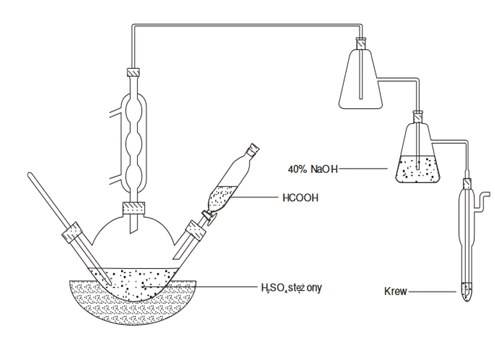 40% NaOH
HCOOH
H₂SO₄ stężony
Krew